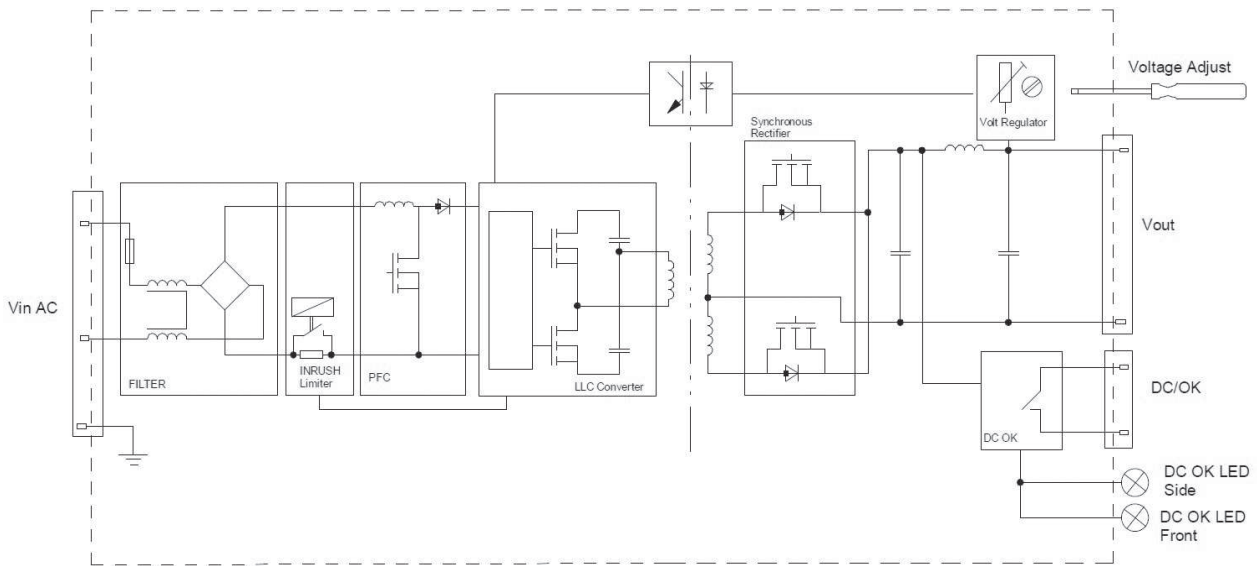 Voltage Adjust
Volt Regulator
Synchronous
Rectifier
Vin AC
FILTER
INRUSH
Limiter
PFC
LLC Converter
Vout
DC OK
DC/OK
DC OK LED
Side
DC OK LED
Front